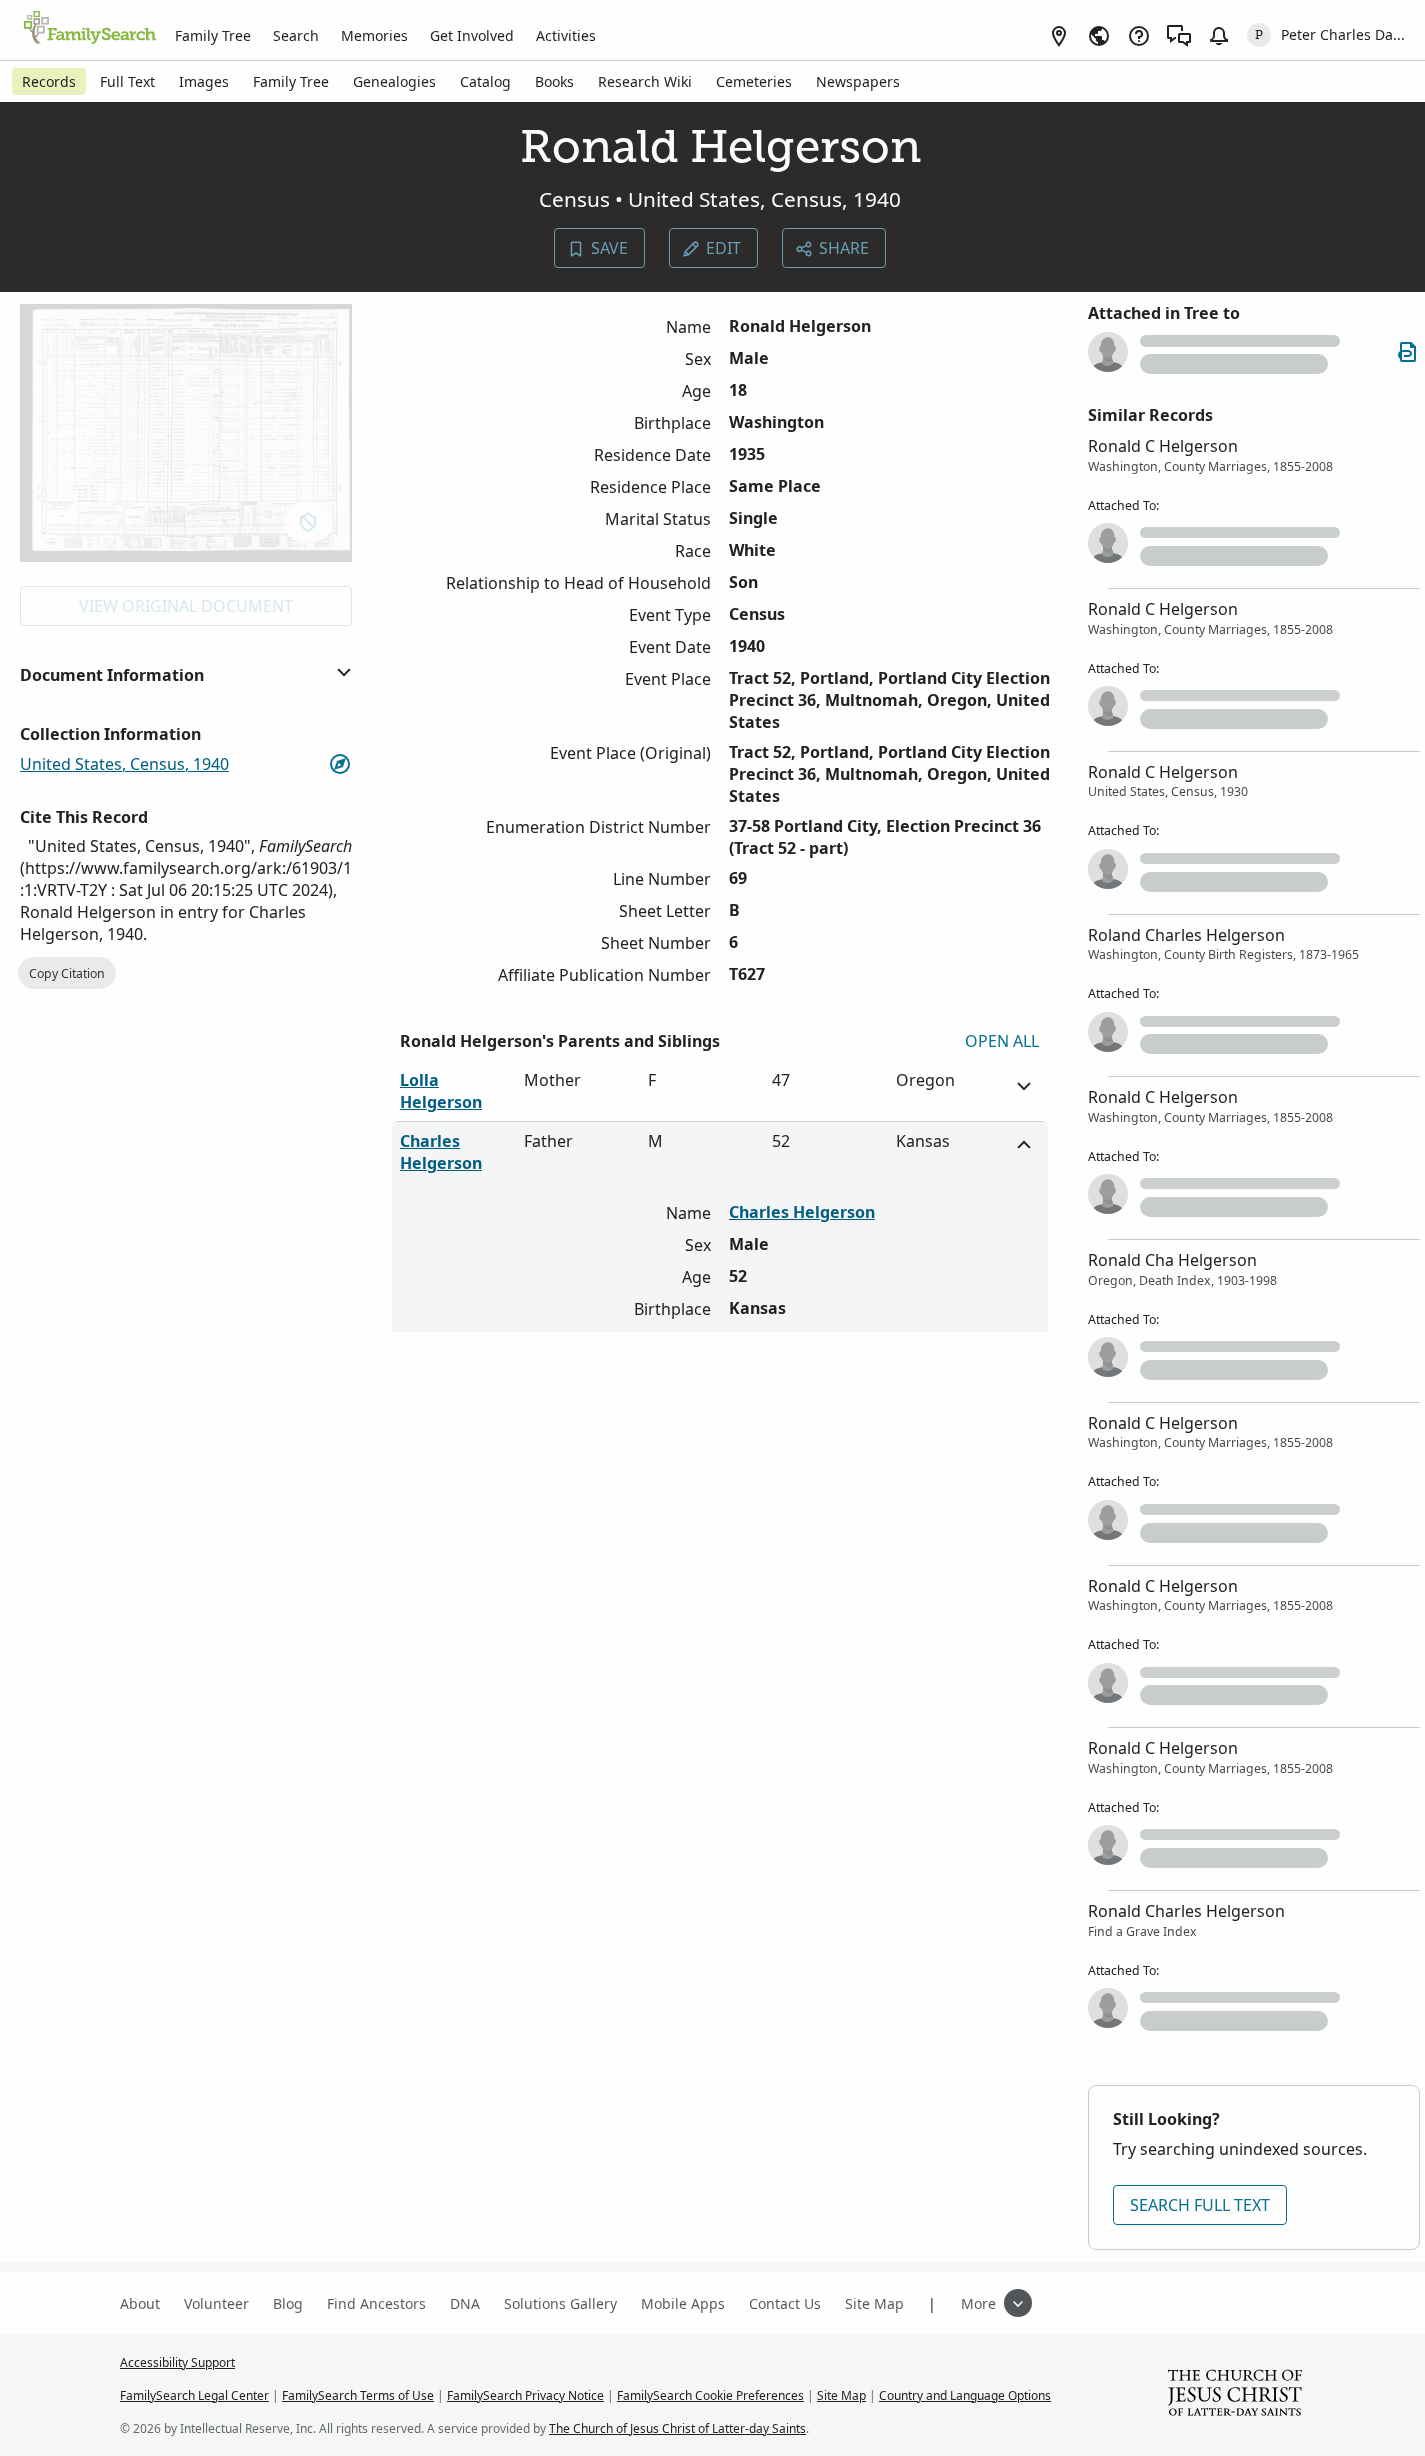 FamilySearch
Family Tree Search Memories Get Involved Activities
P Peter Charles Da...
Records Full Text Images Family Tree Genealogies Catalog Books Research Wiki Cemeteries Newspapers
Ronald Helgerson
Census • United States, Census, 1940
SAVE EDIT SHARE
VIEW ORIGINAL DOCUMENT
Document Information
Collection Information
United States, Census, 1940
Cite This Record
"United States, Census, 1940", FamilySearch
(https://www.familysearch.org/ark:/61903/1
:1:VRTV-T2Y : Sat Jul 06 20:15:25 UTC 2024),
Ronald Helgerson in entry for Charles
Helgerson, 1940.
Copy Citation
Name Ronald Helgerson
Sex Male
Age 18
Birthplace Washington
Residence Date 1935
Residence Place Same Place
Marital Status Single
Race White
Relationship to Head of Household Son
Event Type Census
Event Date 1940
Event Place Tract 52, Portland, Portland City Election
Precinct 36, Multnomah, Oregon, United
States
Event Place (Original) Tract 52, Portland, Portland City Election
Precinct 36, Multnomah, Oregon, United
States
Enumeration District Number 37-58 Portland City, Election Precinct 36
(Tract 52 - part)
Line Number 69
Sheet Letter B
Sheet Number 6
Affiliate Publication Number T627
Ronald Helgerson's Parents and Siblings OPEN ALL
Lolla Mother F 47 Oregon
Helgerson
Charles Father M 52 Kansas
Helgerson
Name Charles Helgerson
Sex Male
Age 52
Birthplace Kansas
Attached in Tree to
Similar Records
Ronald C Helgerson
Washington, County Marriages, 1855-2008
Attached To:
Ronald C Helgerson
Washington, County Marriages, 1855-2008
Attached To:
Ronald C Helgerson
United States, Census, 1930
Attached To:
Roland Charles Helgerson
Washington, County Birth Registers, 1873-1965
Attached To:
Ronald C Helgerson
Washington, County Marriages, 1855-2008
Attached To:
Ronald Cha Helgerson
Oregon, Death Index, 1903-1998
Attached To:
Ronald C Helgerson
Washington, County Marriages, 1855-2008
Attached To:
Ronald C Helgerson
Washington, County Marriages, 1855-2008
Attached To:
Ronald C Helgerson
Washington, County Marriages, 1855-2008
Attached To:
Ronald Charles Helgerson
Find a Grave Index
Attached To:
Still Looking?
Try searching unindexed sources.
SEARCH FULL TEXT
About Volunteer Blog Find Ancestors DNA Solutions Gallery Mobile Apps Contact Us Site Map | More
Accessibility Support
FamilySearch Legal Center | FamilySearch Terms of Use | FamilySearch Privacy Notice | FamilySearch Cookie Preferences | Site Map | Country and Language Options
© 2026 by Intellectual Reserve, Inc. All rights reserved. A service provided by The Church of Jesus Christ of Latter-day Saints.
THE CHURCH OF
JESUS CHRIST
OF LATTER-DAY SAINTS